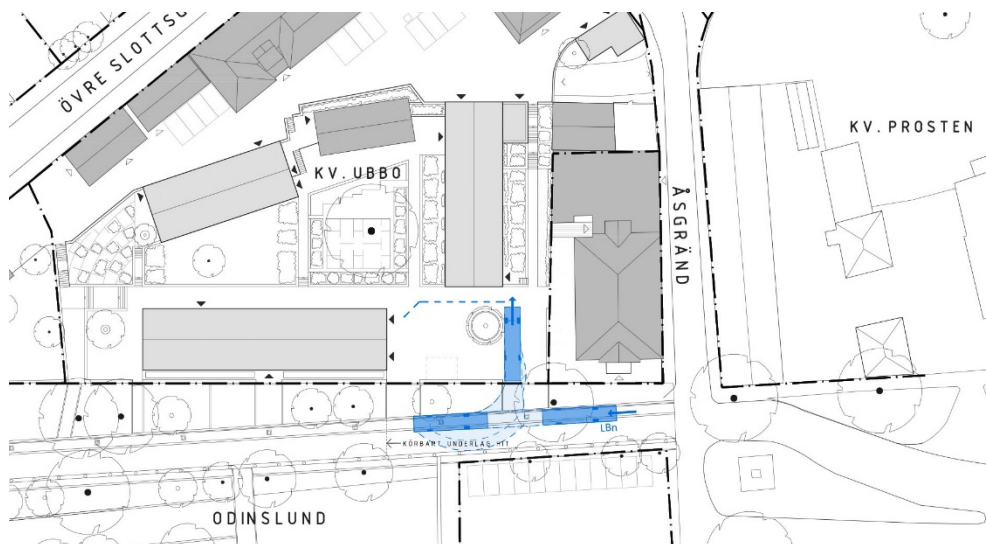 ÖVRE SLOTTSG
KV. PROSTEN
KV. UBBO
ÅSGRÄND
LBn
KÖRBART UNDERLAG HIT
ODINSLUND